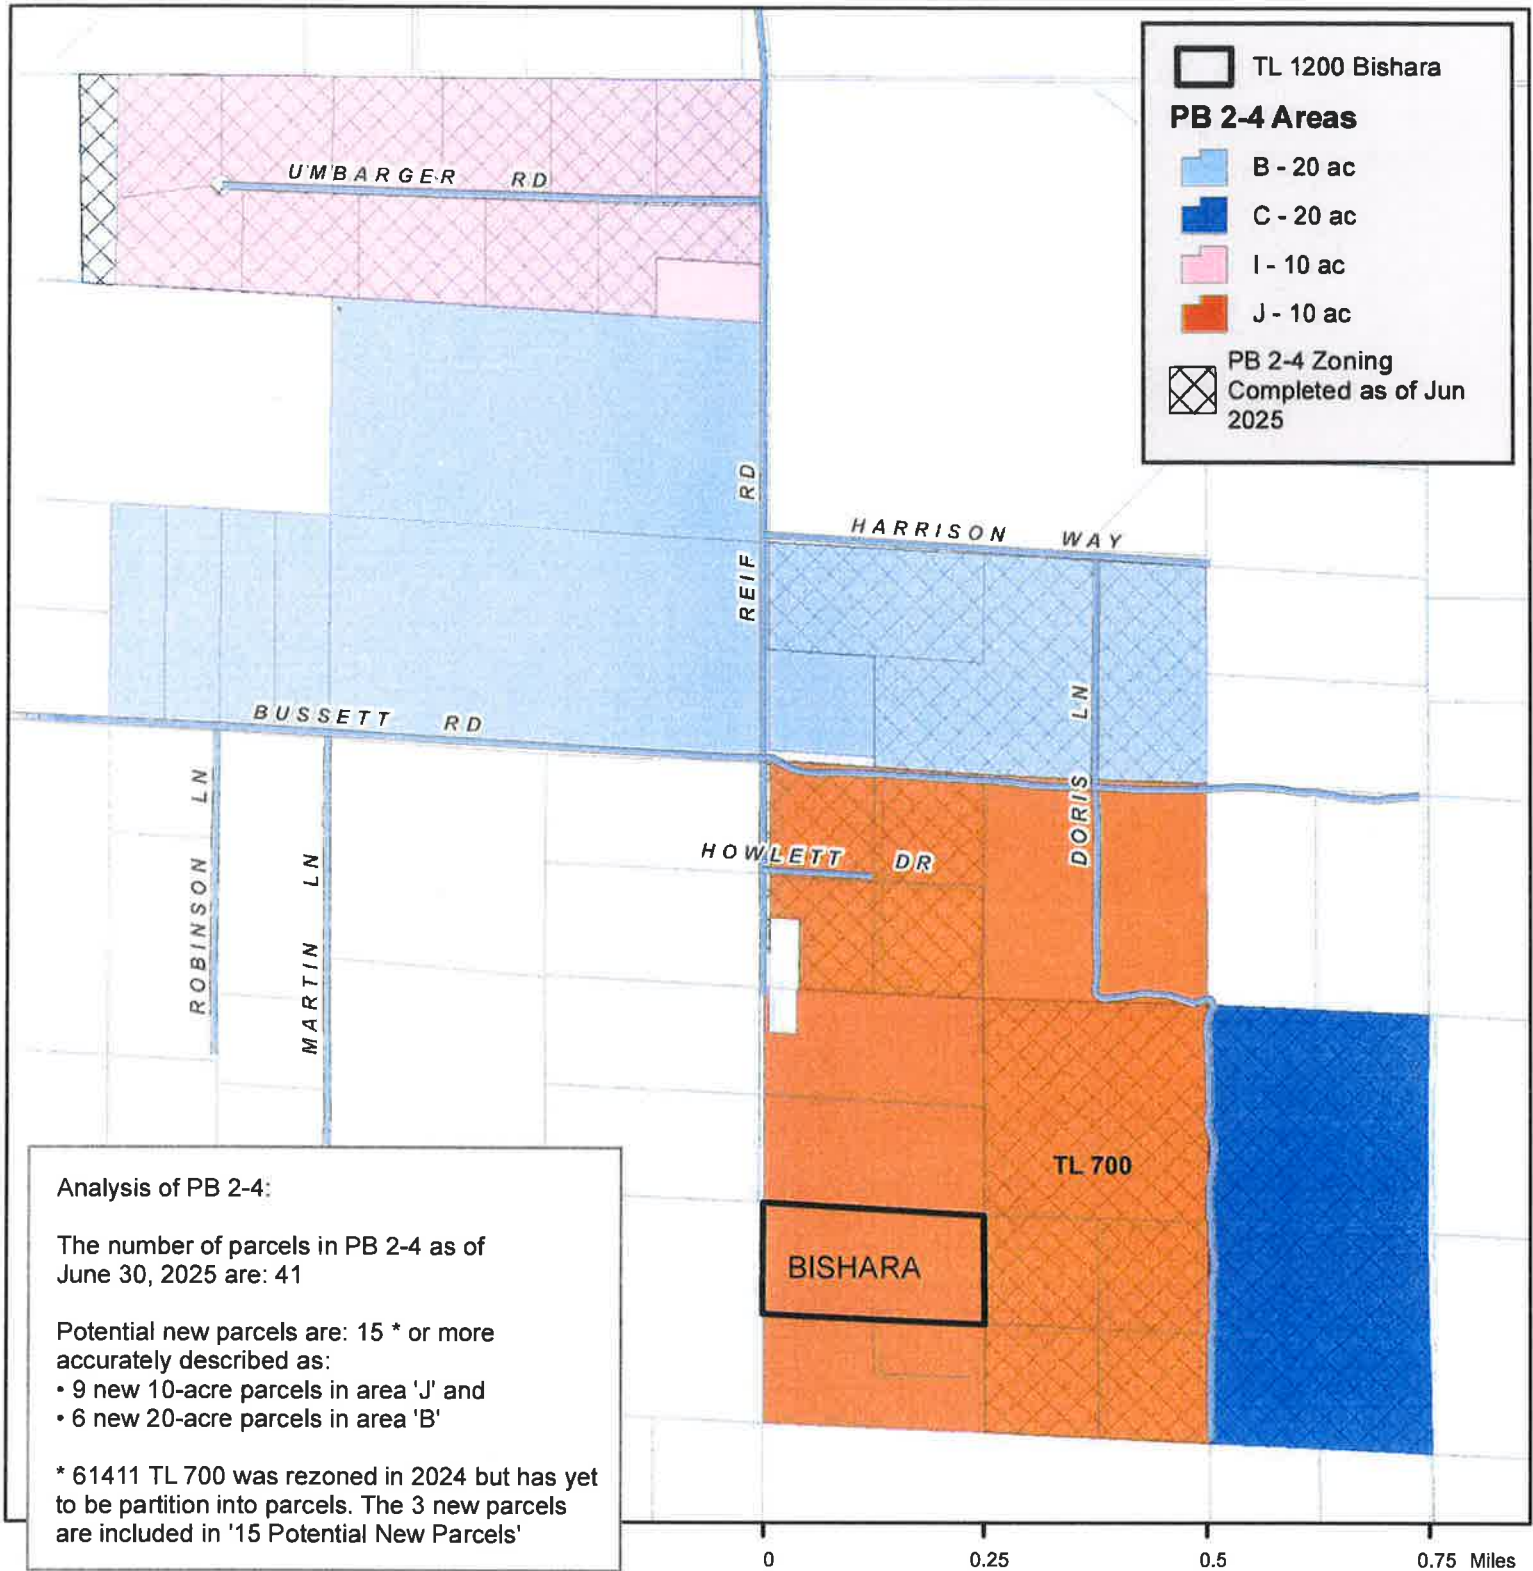 TL 1200 Bishara
PB 2-4 Areas
B - 20 ac
C - 20 ac
I - 10 ac
J - 10 ac
PB 2-4 Zoning
Completed as of Jun
2025
UMBARGER RD
REIF RD
HARRISON WAY
BUSSETT RD
DORIS LN
ROBINSON LN
MARTIN LN
HOWLETT DR
TL 700
BISHARA
Analysis of PB 2-4:
The number of parcels in PB 2-4 as of
June 30, 2025 are: 41
Potential new parcels are: 15 * or more
accurately described as:
• 9 new 10-acre parcels in area 'J' and
• 6 new 20-acre parcels in area 'B'
* 61411 TL 700 was rezoned in 2024 but has yet
to be partition into parcels. The 3 new parcels
are included in '15 Potential New Parcels'
0 0.25 0.5 0.75 Miles